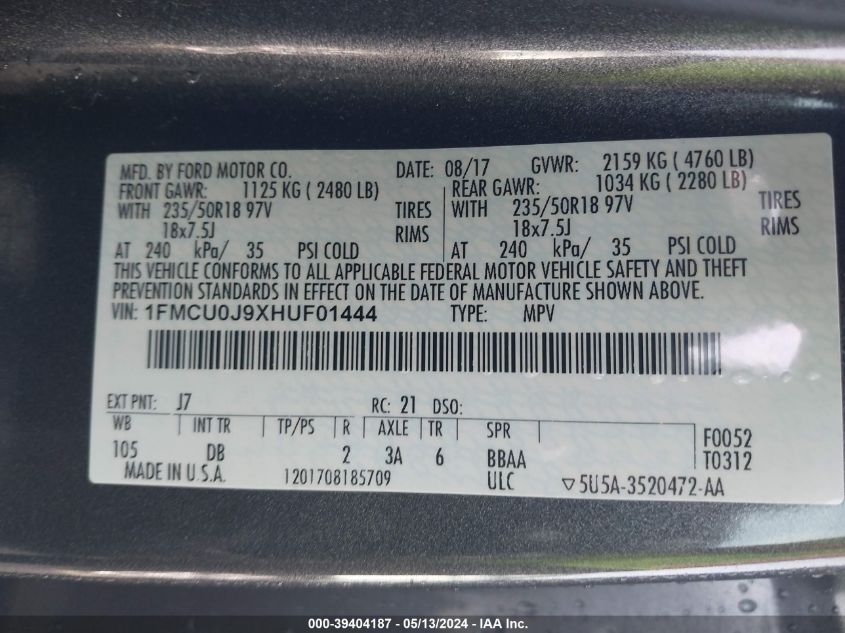 MFD. BY FORD MOTOR CO. DATE: 08/17 GVWR: 2159 KG ( 4760 LB)
FRONT GAWR: 1125 KG ( 2480 LB) REAR GAWR: 1034 KG ( 2280 LB)
WITH 235/50R18 97V TIRES WITH 235/50R18 97V TIRES
18x7.5J RIMS 18x7.5J RIMS
AT 240 kPa/ 35 PSI COLD AT 240 kPa/ 35 PSI COLD
THIS VEHICLE CONFORMS TO ALL APPLICABLE FEDERAL MOTOR VEHICLE SAFETY AND THEFT
PREVENTION STANDARDS IN EFFECT ON THE DATE OF MANUFACTURE SHOWN ABOVE.
VIN: 1FMCU0J9XHUF01444 TYPE: MPV
EXT PNT: J7 RC: 21 DSO:
WB INT TR TP/PS R AXLE TR SPR F0052
105 DB 2 3A 6 BBAA T0312
MADE IN U.S.A. 1201708185709 ULC ▽5U5A-3520472-AA
000-39404187 - 05/13/2024 - IAA Inc.